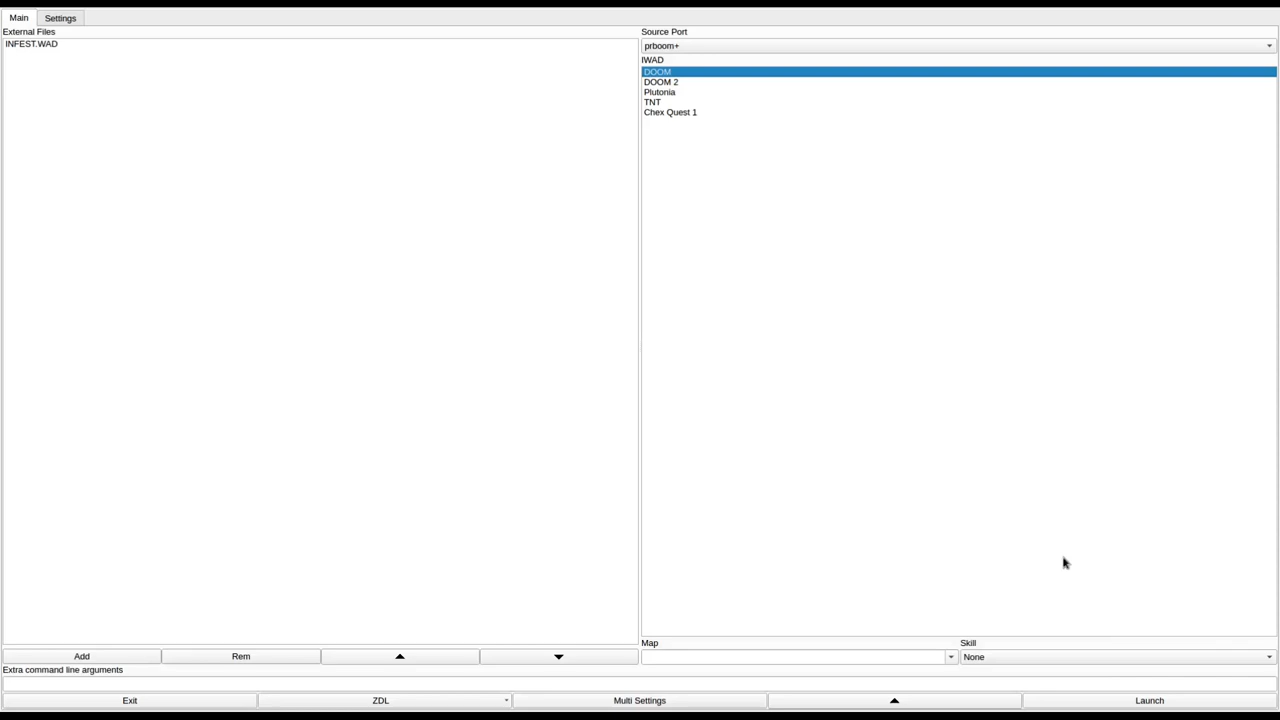 Main Settings
External Files
INFEST.WAD
Source Port
prboom+
IWAD
DOOM
DOOM 2
Plutonia
TNT
Chex Quest 1
Map Skill
None
Add Rem
Extra command line arguments
Exit ZDL Multi Settings Launch